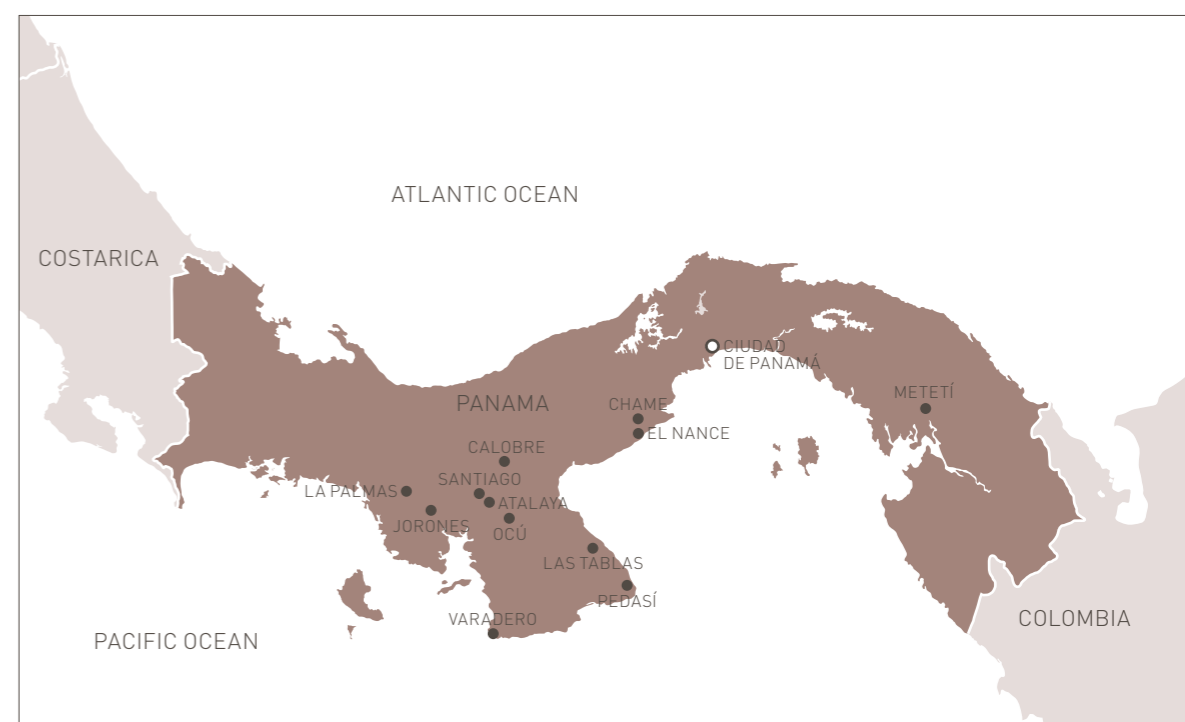 ATLANTIC OCEAN
COSTARICA
CIUDAD
DE PANAMÁ
METETÍ
PANAMA
CHAME
EL NANCE
CALOBRE
SANTIAGO
LA PALMAS
ATALAYA
JORONES
OCÚ
LAS TABLAS
PEDASÍ
VARADERO
COLOMBIA
PACIFIC OCEAN